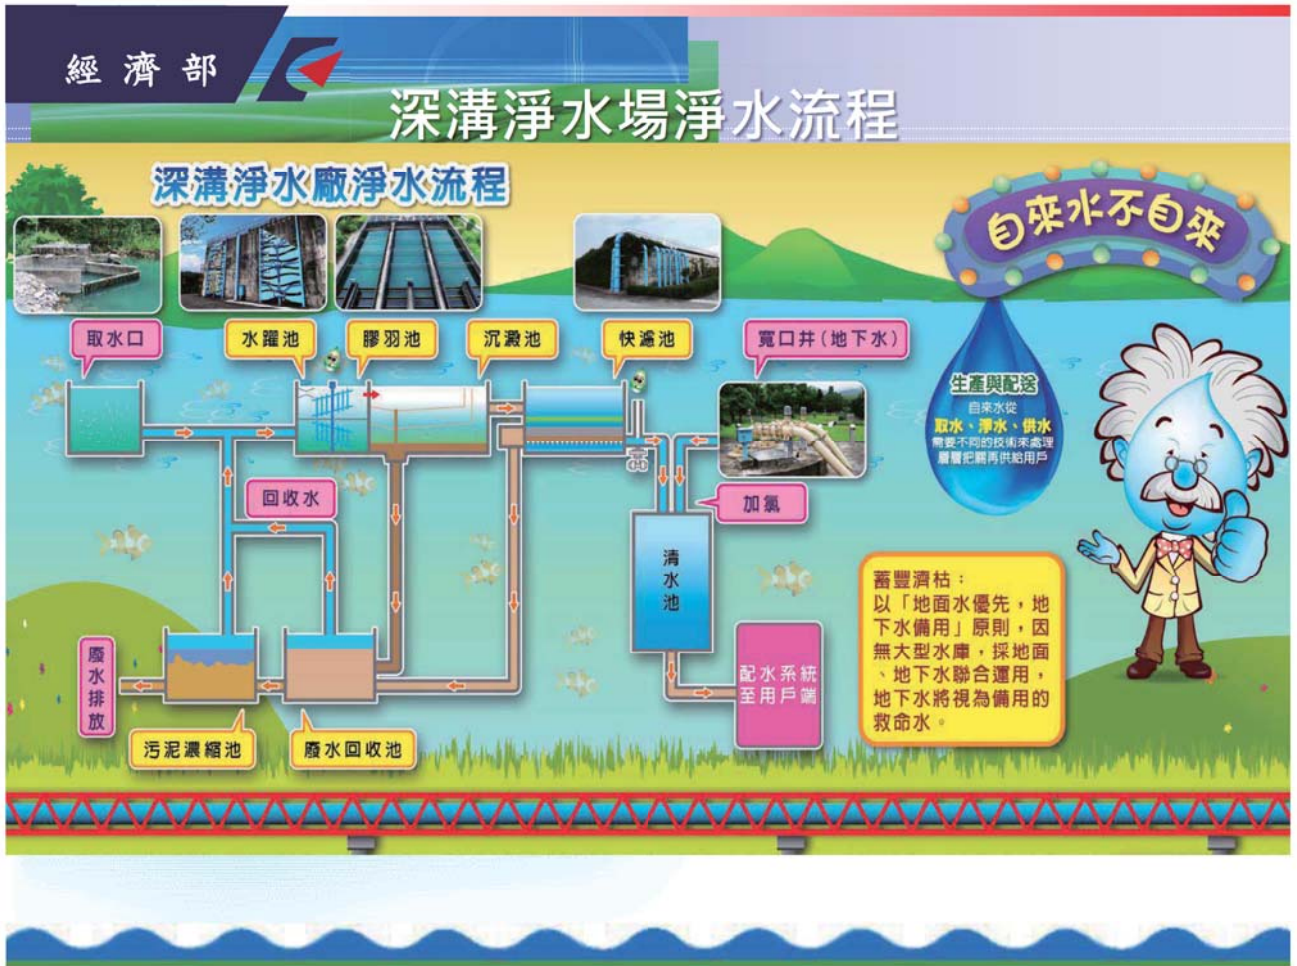 經濟部
深溝淨水場淨水流程
深溝淨水廠淨水流程
自來水不自來
取水口
水躍池
膠羽池
沉澱池
快濾池
寬口井(地下水)
生產與配送
自來水從
取水、淨水、供水
需要不同的技術來處理
層層把關再供給用戶
回收水
加氯
清水池
蓄豐濟枯：
以「地面水優先，地
下水備用」原則，因
無大型水庫，採地面
、地下水聯合運用，
地下水將視為備用的
救命水。
廢水排放
配水系統
至用戶端
污泥濃縮池
廢水回收池